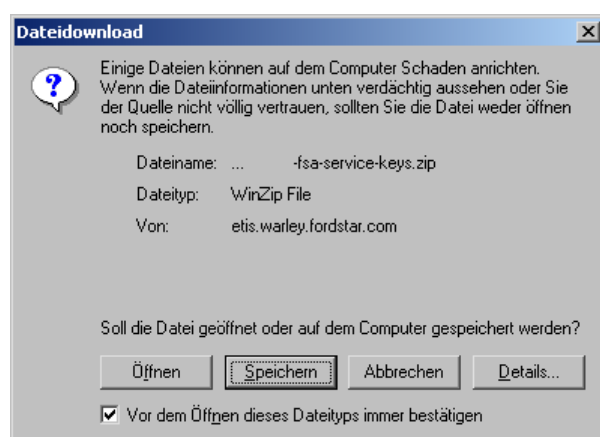 Dateidownload
Einige Dateien können auf dem Computer Schaden anrichten.
Wenn die Dateiinformationen unten verdächtig aussehen oder Sie
der Quelle nicht völlig vertrauen, sollten Sie die Datei weder öffnen
noch speichern.
Dateiname: ... -fsa-service-keys.zip
Dateityp: WinZip File
Von: etis.warley.fordstar.com
Soll die Datei geöffnet oder auf dem Computer gespeichert werden?
Öffnen Speichern Abbrechen Details...
Vor dem Öffnen dieses Dateityps immer bestätigen